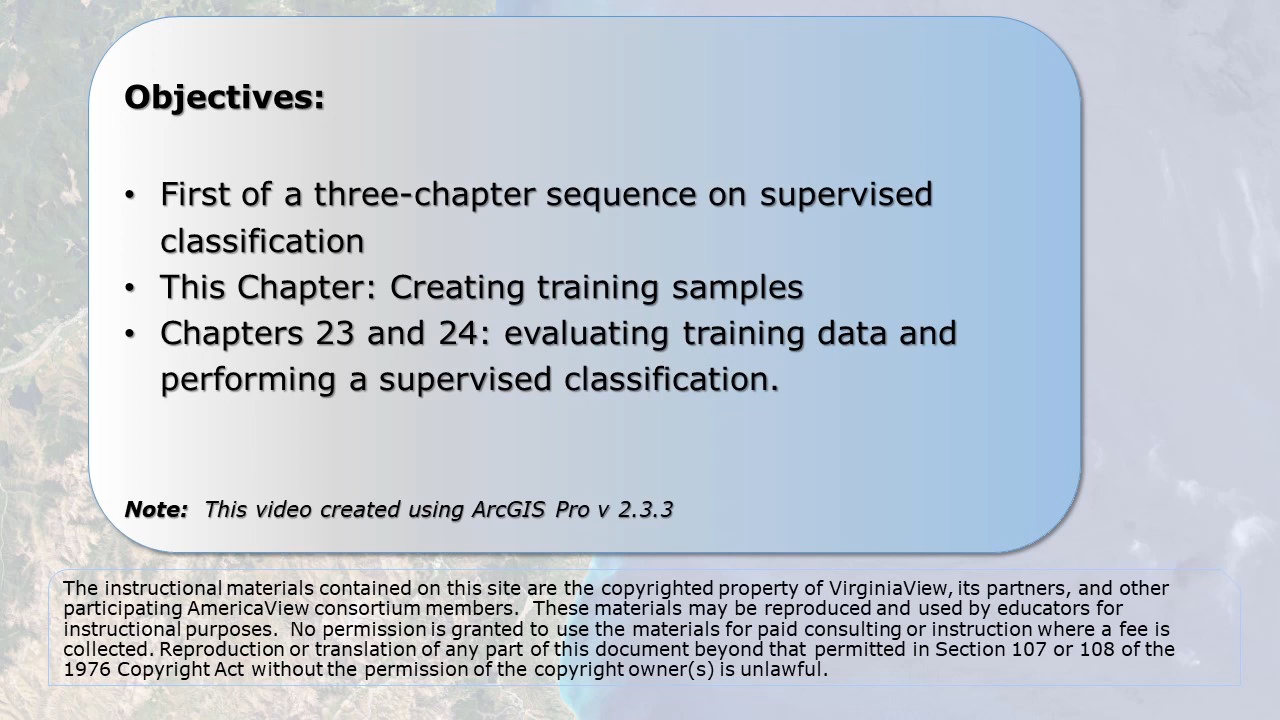 Objectives:
• First of a three-chapter sequence on supervised
classification
• This Chapter: Creating training samples
• Chapters 23 and 24: evaluating training data and
performing a supervised classification.
Note: This video created using ArcGIS Pro v 2.3.3
The instructional materials contained on this site are the copyrighted property of VirginiaView, its partners, and other
participating AmericaView consortium members. These materials may be reproduced and used by educators for
instructional purposes. No permission is granted to use the materials for paid consulting or instruction where a fee is
collected. Reproduction or translation of any part of this document beyond that permitted in Section 107 or 108 of the
1976 Copyright Act without the permission of the copyright owner(s) is unlawful.